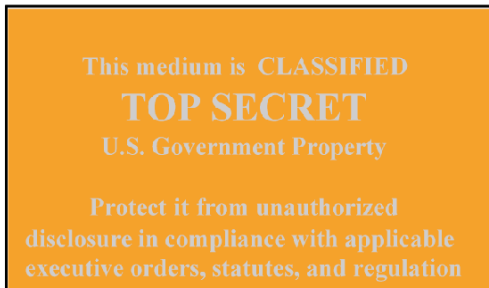 This medium is CLASSIFIED
TOP SECRET
U.S. Government Property
Protect it from unauthorized
disclosure in compliance with applicable
executive orders, statutes, and regulation